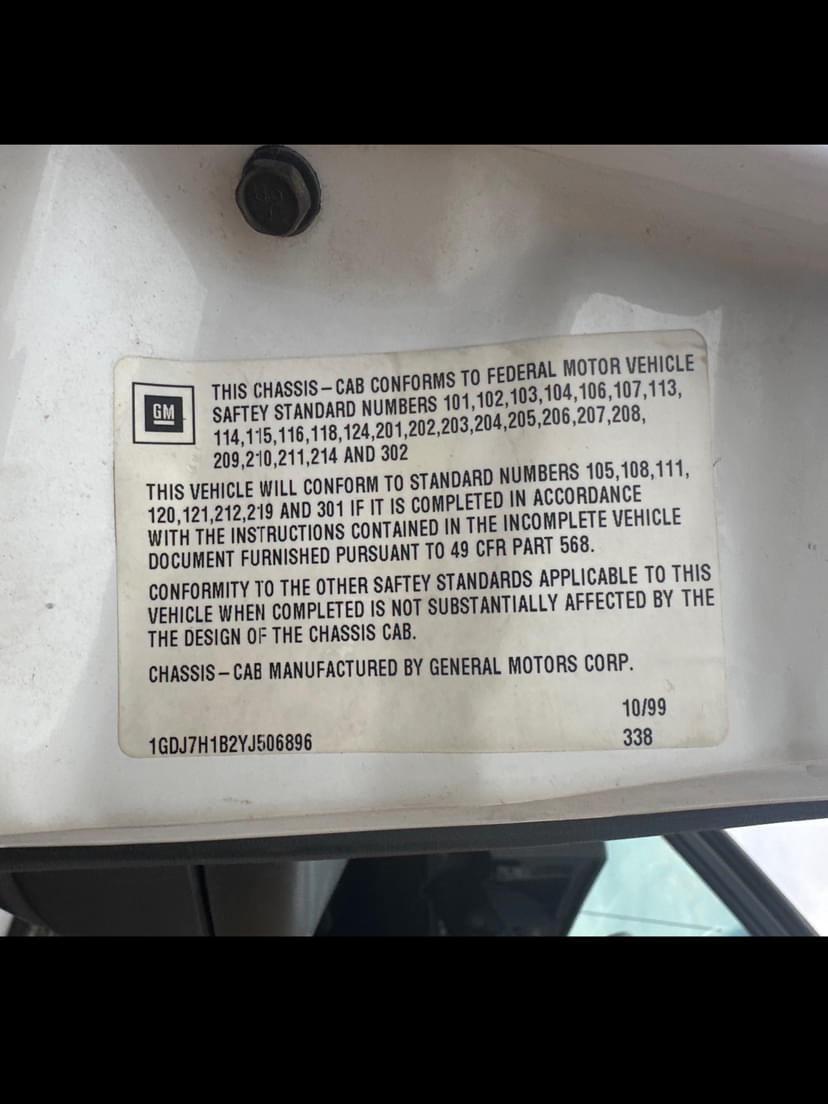 GM
THIS CHASSIS-CAB CONFORMS TO FEDERAL MOTOR VEHICLE
SAFTEY STANDARD NUMBERS 101,102,103,104,106,107,113,
114,115,116,118,124,201,202,203,204,205,206,207,208,
209,210,211,214 AND 302
THIS VEHICLE WILL CONFORM TO STANDARD NUMBERS 105,108,111,
120,121,212,219 AND 301 IF IT IS COMPLETED IN ACCORDANCE
WITH THE INSTRUCTIONS CONTAINED IN THE INCOMPLETE VEHICLE
DOCUMENT FURNISHED PURSUANT TO 49 CFR PART 568.
CONFORMITY TO THE OTHER SAFTEY STANDARDS APPLICABLE TO THIS
VEHICLE WHEN COMPLETED IS NOT SUBSTANTIALLY AFFECTED BY THE
THE DESIGN OF THE CHASSIS CAB.
CHASSIS-CAB MANUFACTURED BY GENERAL MOTORS CORP.
10/99
1GDJ7H1B2YJ506896 338